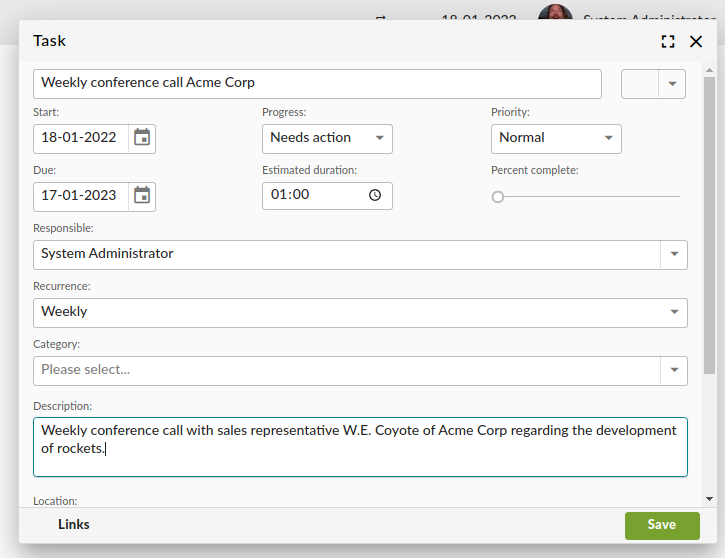 18-01-2022 System Administrator
Task
Weekly conference call Acme Corp
Start: Progress: Priority:
18-01-2022 Needs action Normal
Due: Estimated duration: Percent complete:
17-01-2023 01:00
Responsible:
System Administrator
Recurrence:
Weekly
Category:
Please select...
Description:
Weekly conference call with sales representative W.E. Coyote of Acme Corp regarding the development
of rockets.
Location:
Links Save